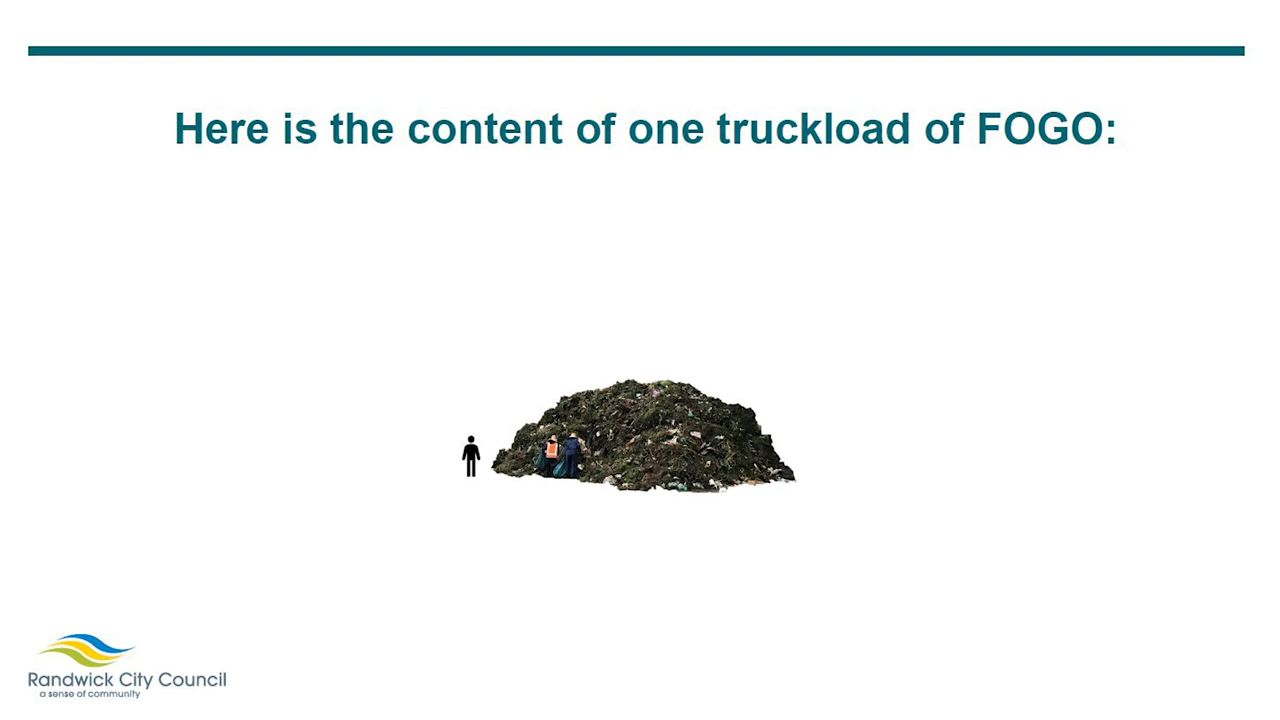 Here is the content of one truckload of FOGO:
Randwick City Council
a sense of community